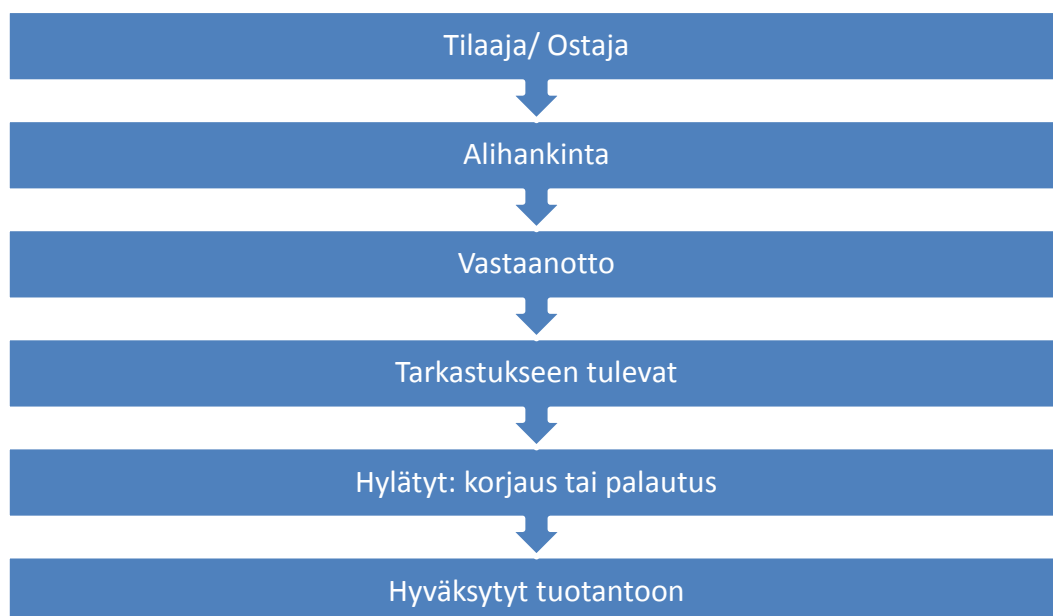 Tilaaja/ Ostaja
Alihankinta
Vastaanotto
Tarkastukseen tulevat
Hylätyt: korjaus tai palautus
Hyväksytyt tuotantoon